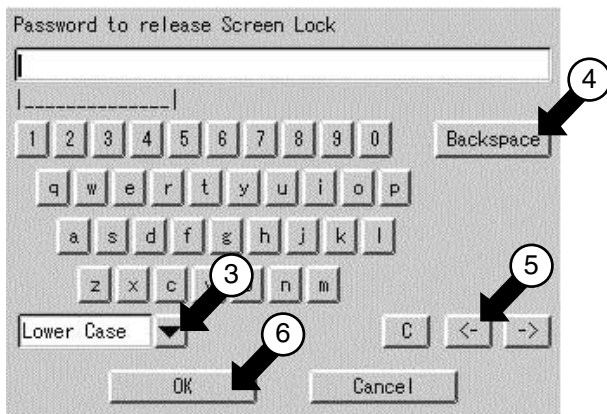 Password to release Screen Lock
4
|______________|
1 2 3 4 5 6 7 8 9 0 Backspace
q w e r t y u i o p
a s d f g h j k l
z x c n m
3
5
Lower Case C <- ->
6
OK Cancel